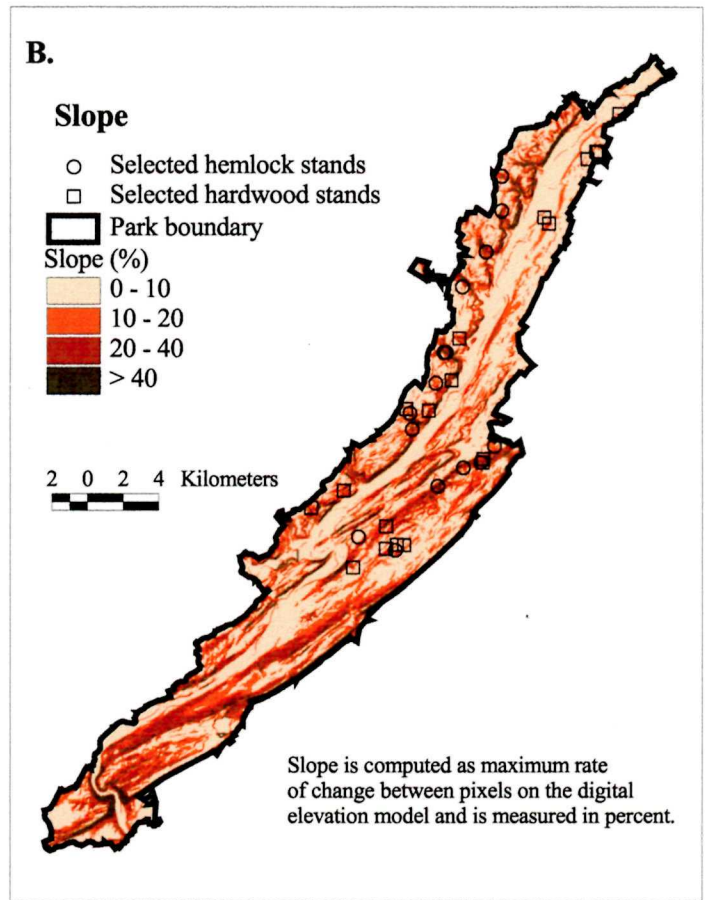 B.
Slope
Selected hemlock stands
Selected hardwood stands
Park boundary
Slope (%)
0 - 10
10 - 20
20 - 40
> 40
2 0 2 4 Kilometers
Slope is computed as maximum rate
of change between pixels on the digital
elevation model and is measured in percent.